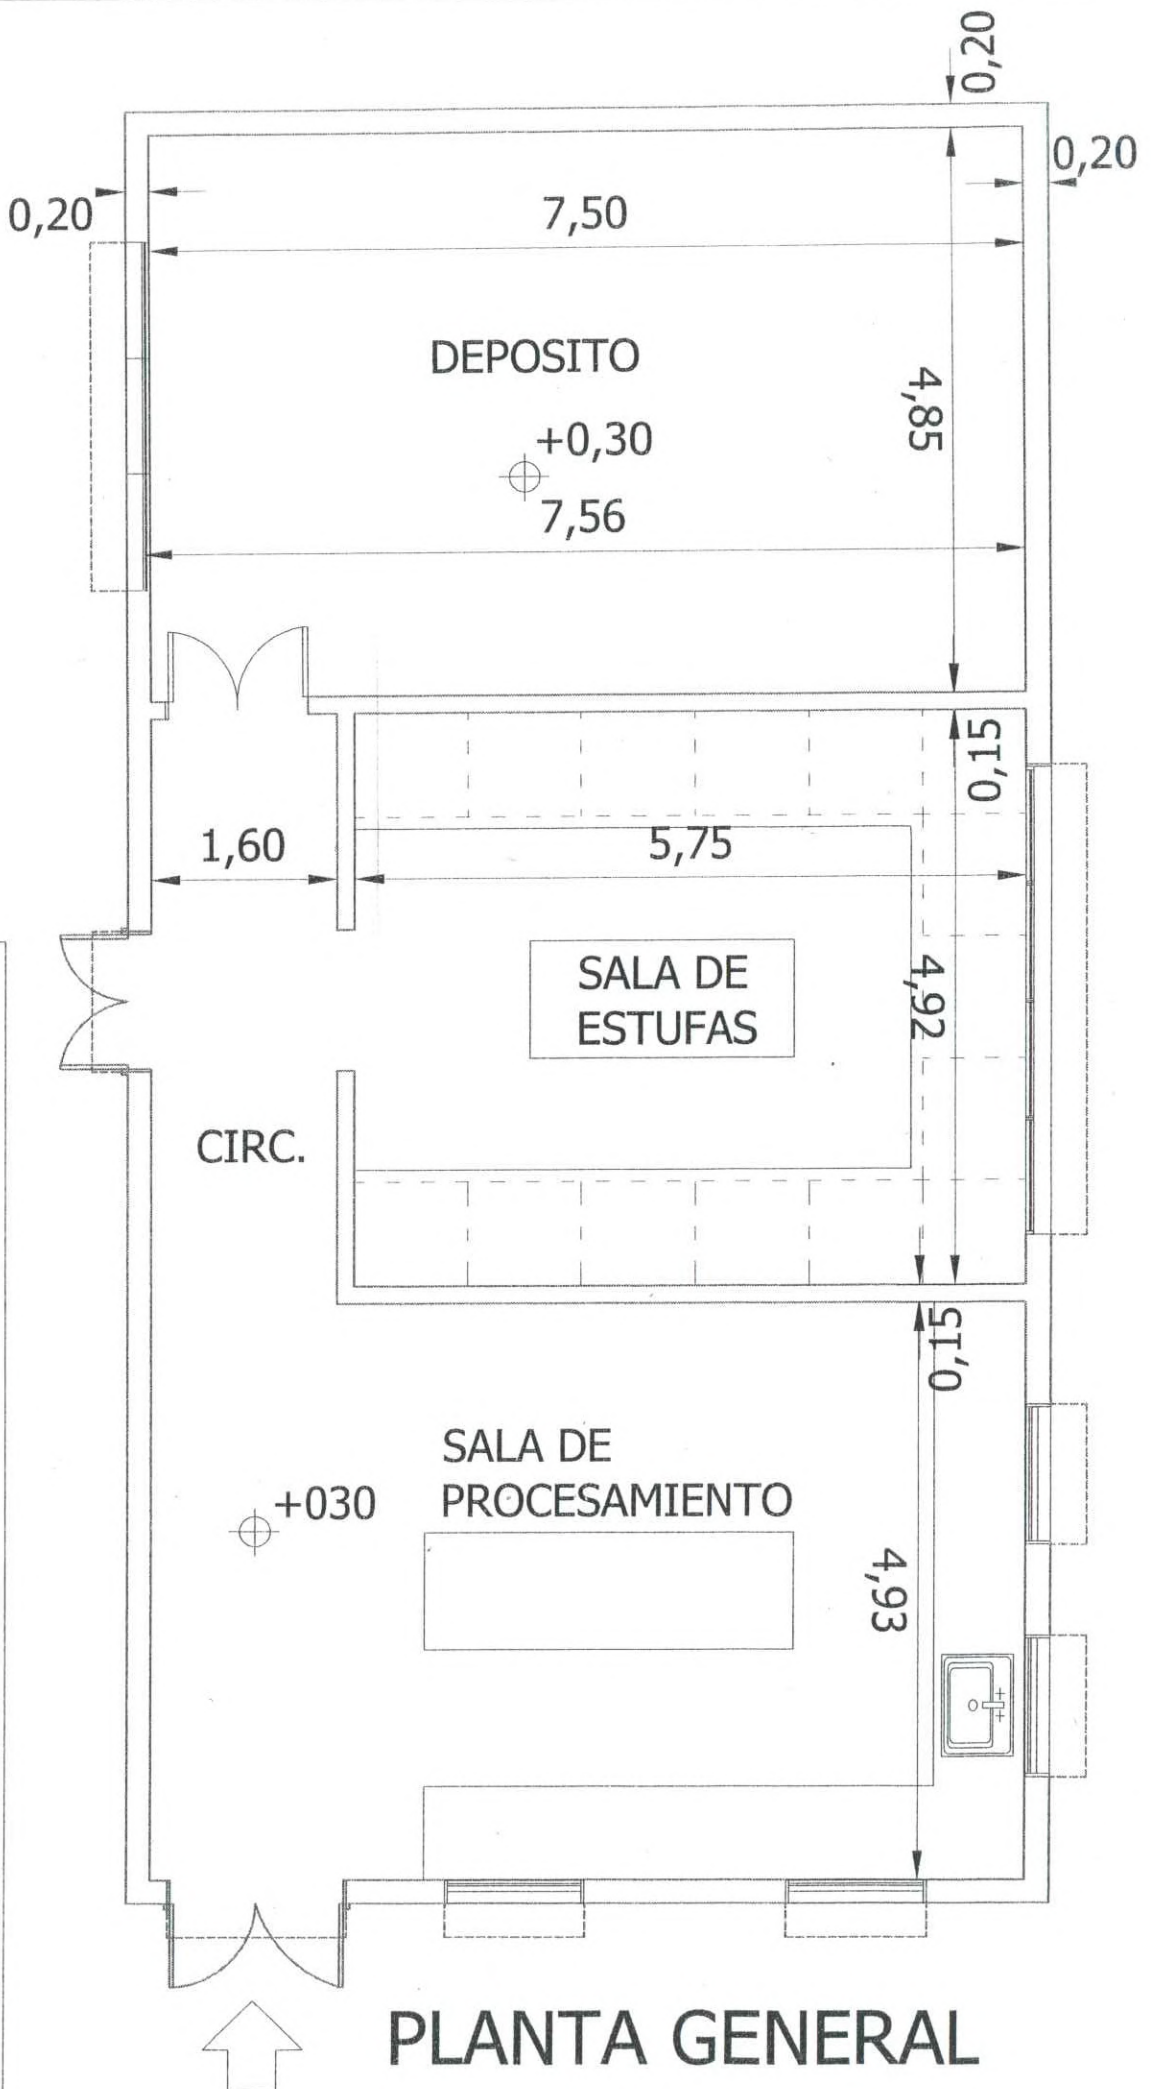 0,20
0,20
0,20
7,50
DEPOSITO
4,85
+0,30
7,56
0,15
1,60
5,75
SALA DE
ESTUFAS
4,92
CIRC.
0,15
SALA DE
PROCESAMIENTO
+030
4,93
PLANTA GENERAL